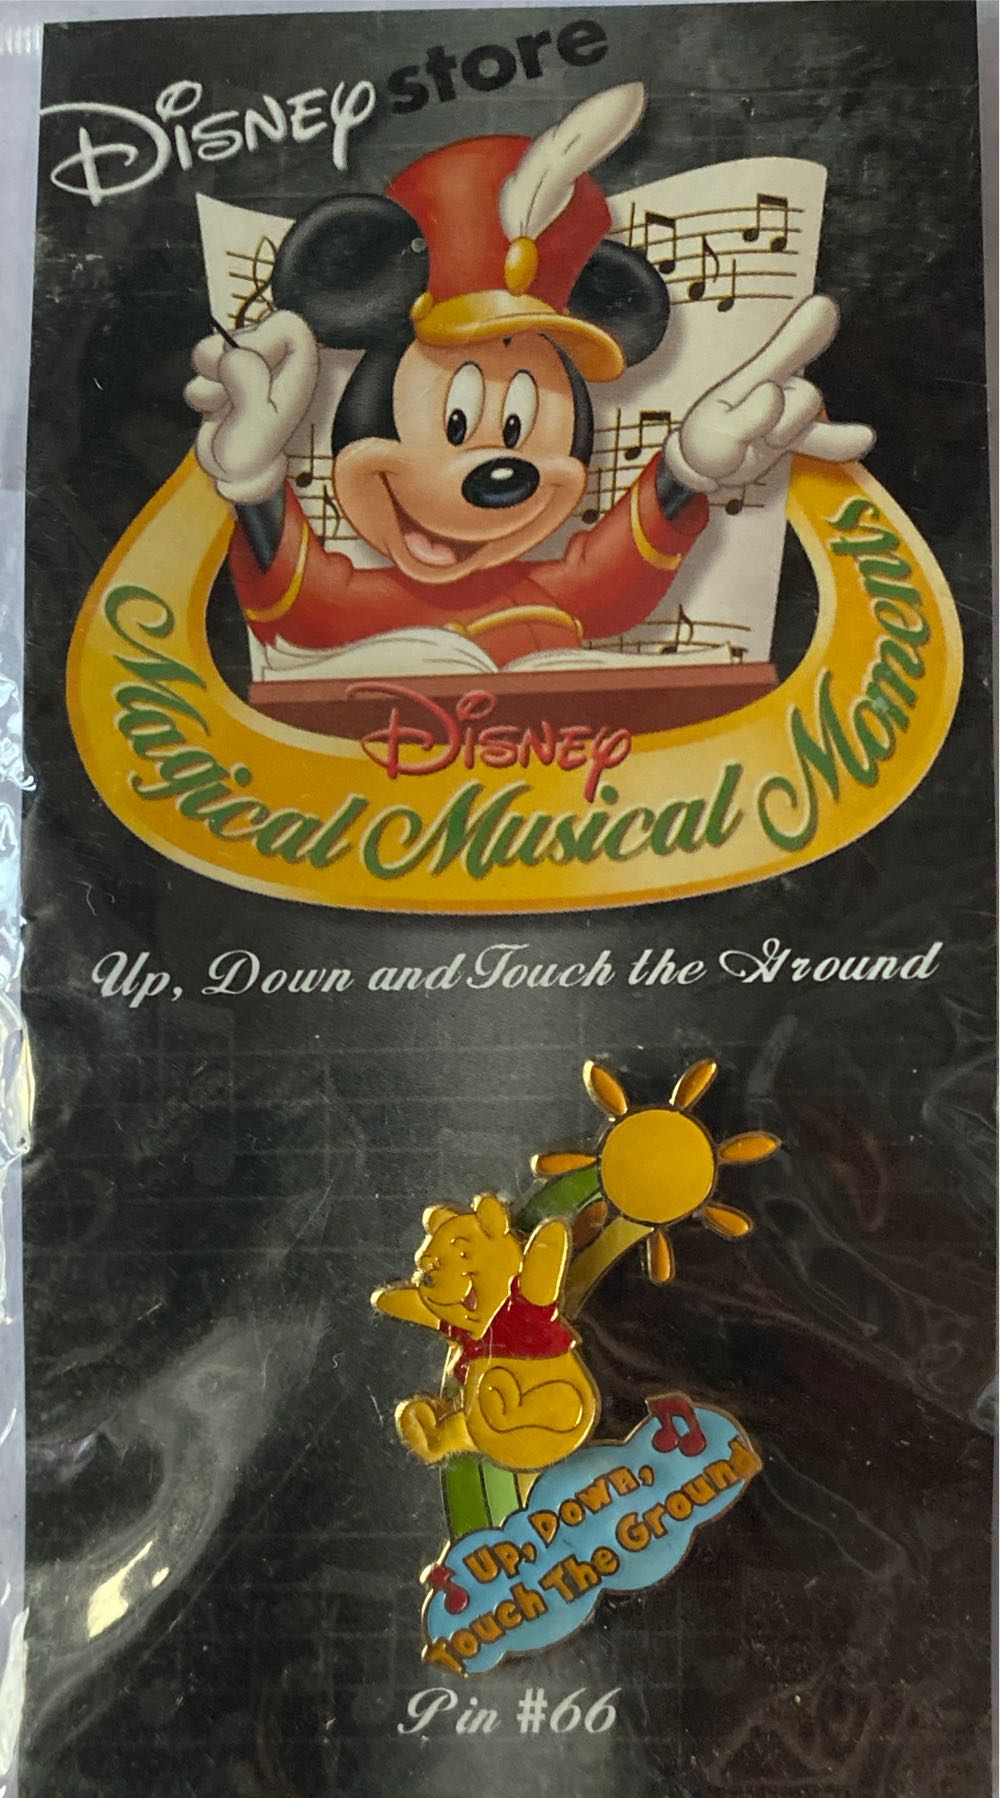 Disney store
Disney
Magical Musical Moments
Up, Down and Touch the Ground
Up, Down,
Touch The Ground
Pin #66